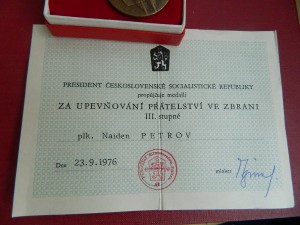 PRESIDENT ČESKOSLOVENSKÉ SOCIALISTICKÉ REPUBLIKY
propůjčuje medaili
ZA UPEVŇOVÁNÍ PŘÁTELSTVÍ VE ZBRANI
III. stupně
plk. Naiden PETROV
Dne 23.9.1976